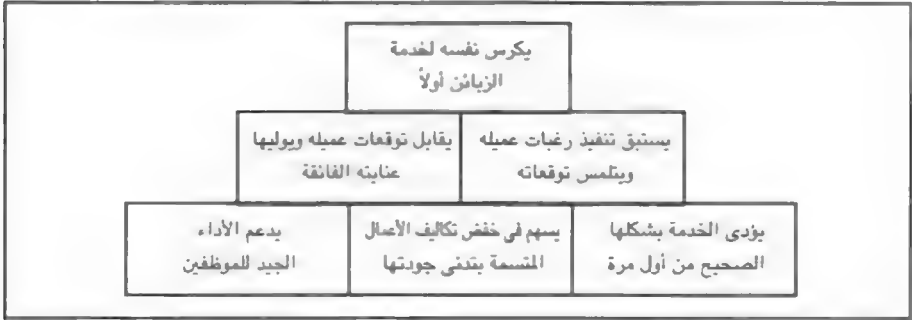 يكرس نفسه لخدمة
الزبائن أولاً
يستبق تنفيذ رغبات عميله
ويتلمس توقعاته
يقابل توقعات عميله ويوليها
عنايته الفائقة
يؤدى الخدمة بشكلها
الصحيح من أول مرة
يسهم فى خفض تكاليف الأعمال
المتسمة بتدنى جودتها
يدعم الأداء
الجيد للموظفين